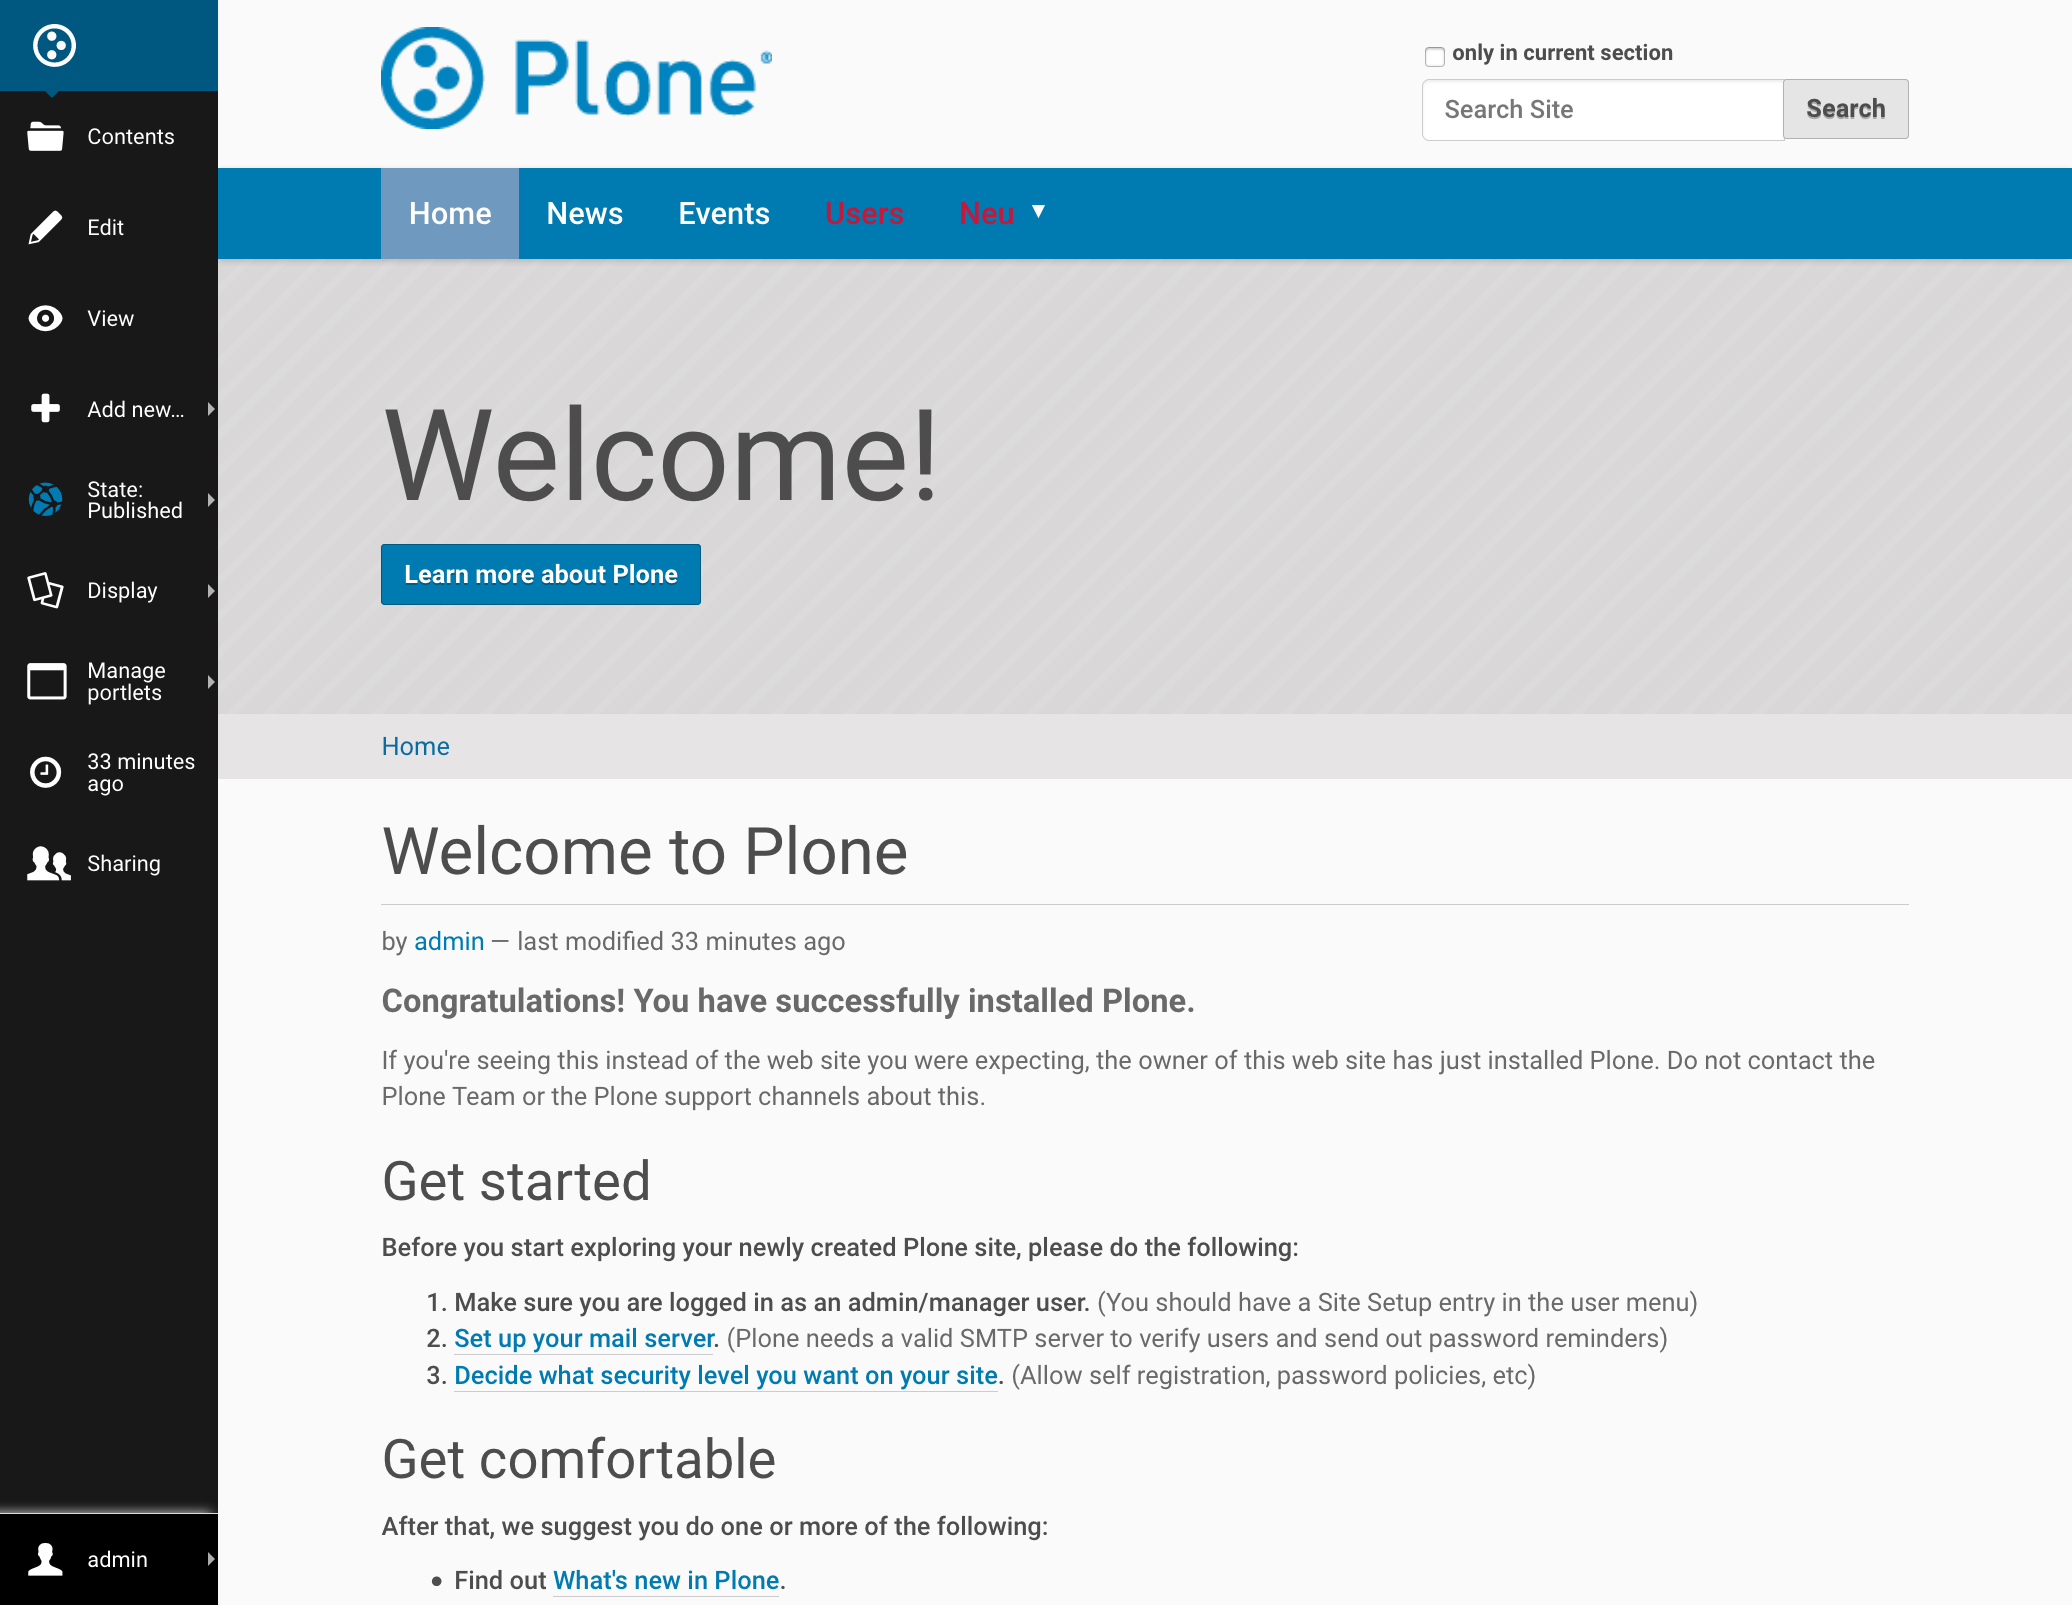 Contents
Edit
View
Add new...
State:
Published
Display
Manage
portlets
33 minutes
ago
Sharing
admin
Plone
only in current section
Search Site
Search
Home
News
Events
Users
Neu
Welcome!
Learn more about Plone
Home
Welcome to Plone
by admin — last modified 33 minutes ago
Congratulations! You have successfully installed Plone.
If you're seeing this instead of the web site you were expecting, the owner of this web site has just installed Plone. Do not contact the
Plone Team or the Plone support channels about this.
Get started
Before you start exploring your newly created Plone site, please do the following:
1. Make sure you are logged in as an admin/manager user. (You should have a Site Setup entry in the user menu)
2. Set up your mail server. (Plone needs a valid SMTP server to verify users and send out password reminders)
3. Decide what security level you want on your site. (Allow self registration, password policies, etc)
Get comfortable
After that, we suggest you do one or more of the following:
• Find out What's new in Plone.